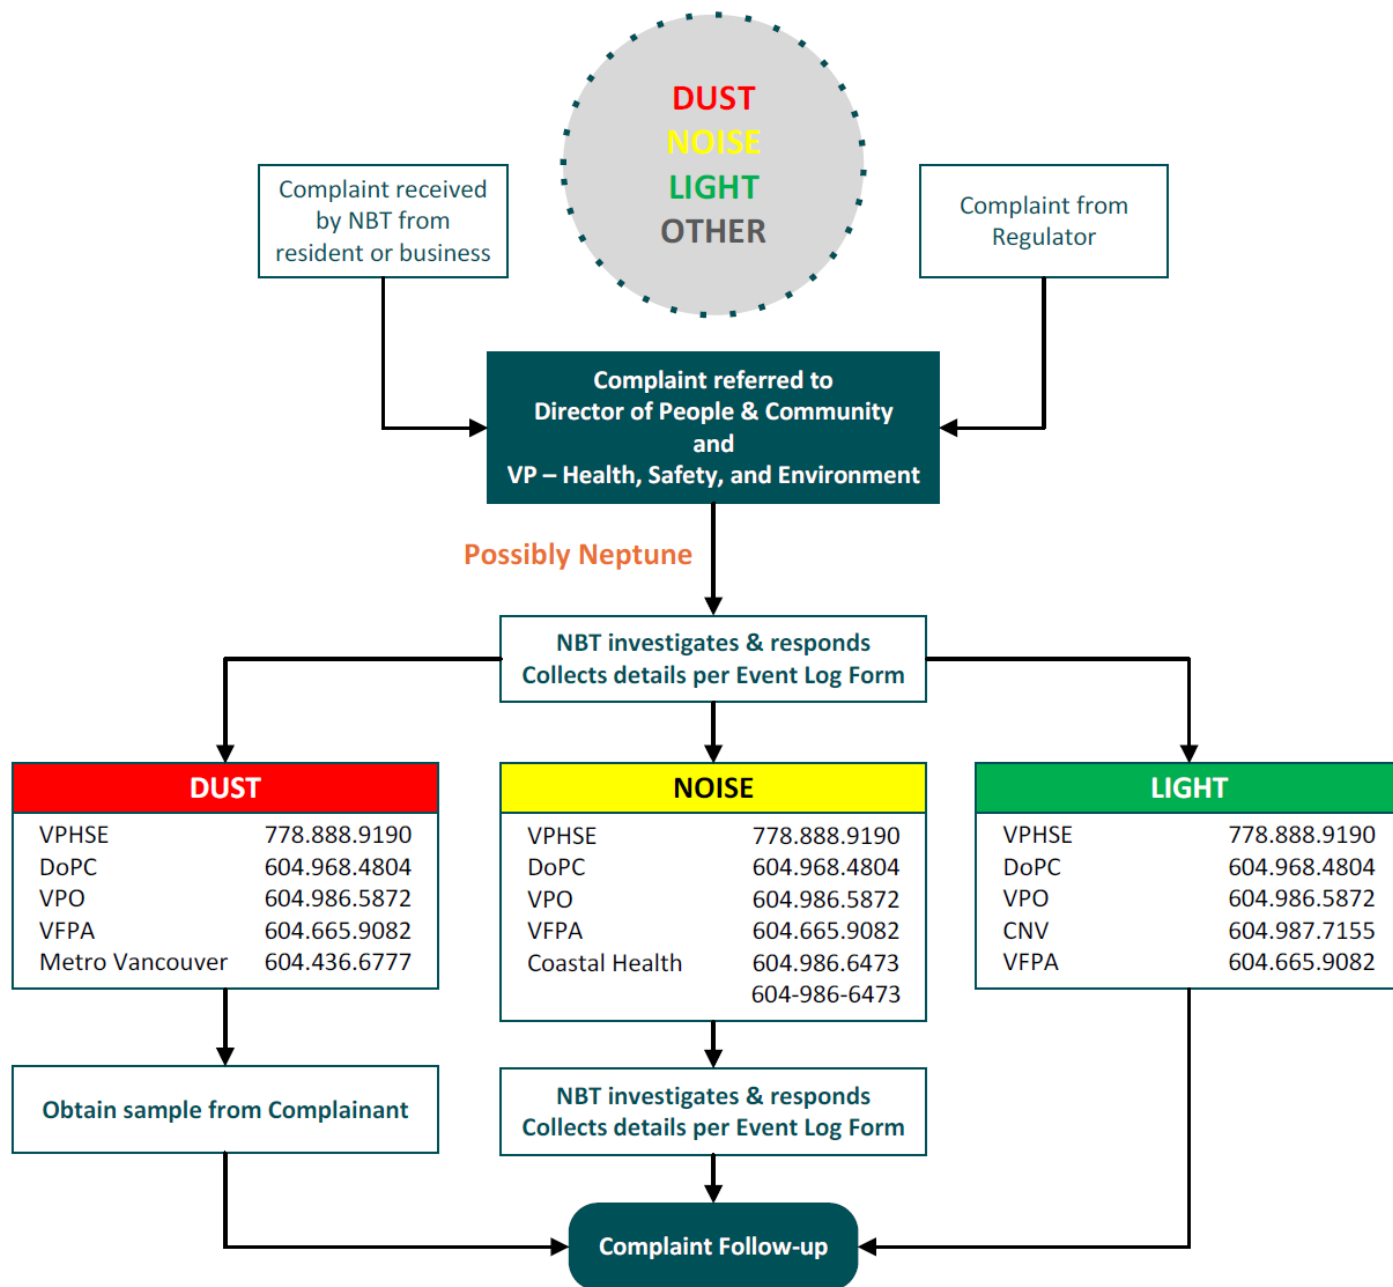 DUST
NOISE
LIGHT
OTHER
Complaint received
by NBT from
resident or business
Complaint from
Regulator
Complaint referred to
Director of People & Community
and
VP – Health, Safety, and Environment
Possibly Neptune
NBT investigates & responds
Collects details per Event Log Form
DUST
VPHSE 778.888.9190
DoPC 604.968.4804
VPO 604.986.5872
VFPA 604.665.9082
Metro Vancouver 604.436.6777
NOISE
VPHSE 778.888.9190
DoPC 604.968.4804
VPO 604.986.5872
VFPA 604.665.9082
Coastal Health 604.986.6473
604-986-6473
LIGHT
VPHSE 778.888.9190
DoPC 604.968.4804
VPO 604.986.5872
CNV 604.987.7155
VFPA 604.665.9082
Obtain sample from Complainant
NBT investigates & responds
Collects details per Event Log Form
Complaint Follow-up